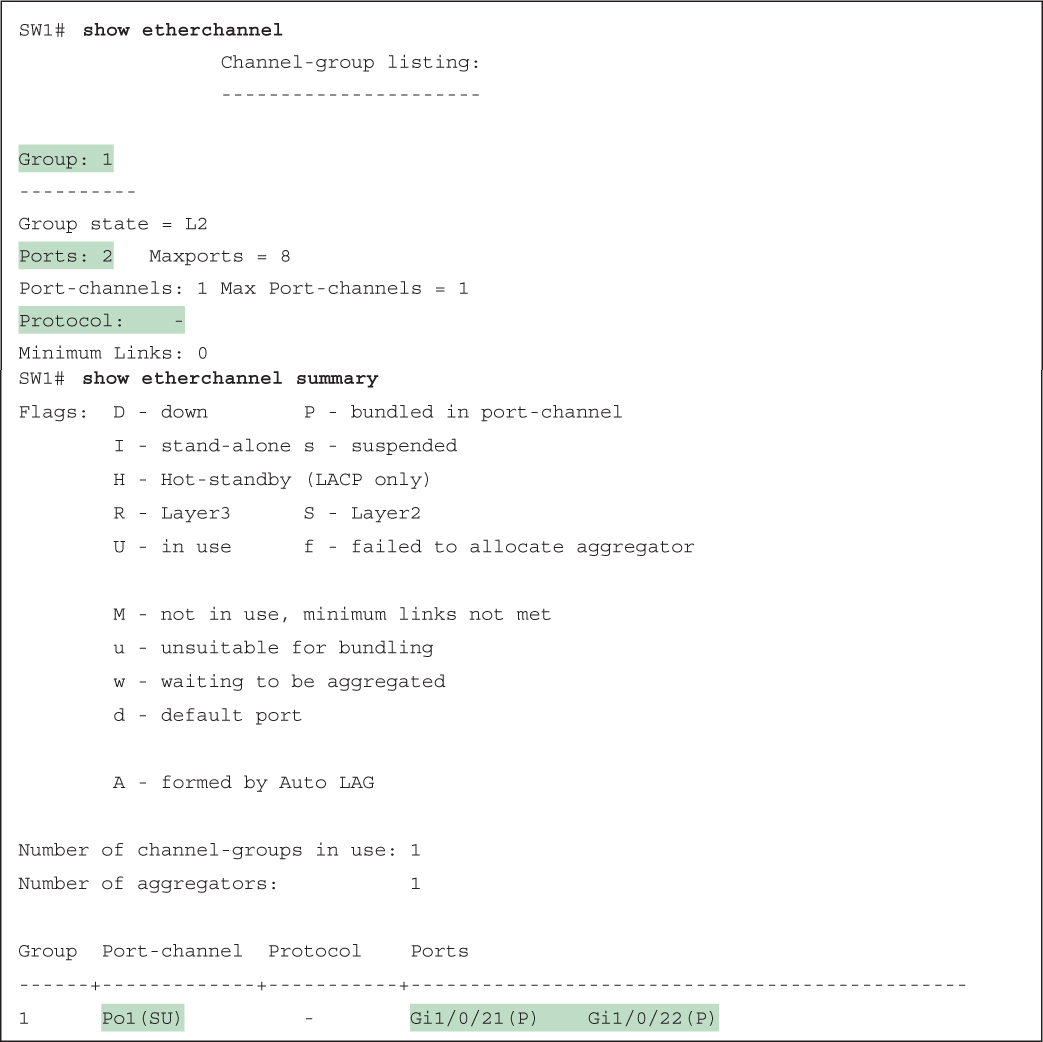 SW1# show etherchannel
Channel-group listing:
----------------------
Group: 1
----------
Group state = L2
Ports: 2   Maxports = 8
Port-channels: 1 Max Port-channels = 1
Protocol:    -
Minimum Links: 0
SW1# show etherchannel summary
Flags:  D - down        P - bundled in port-channel
        I - stand-alone s - suspended
        H - Hot-standby (LACP only)
        R - Layer3      S - Layer2
        U - in use      f - failed to allocate aggregator
        M - not in use, minimum links not met
        u - unsuitable for bundling
        w - waiting to be aggregated
        d - default port
        A - formed by Auto LAG
Number of channel-groups in use: 1
Number of aggregators:           1
Group  Port-channel  Protocol    Ports
------+-------------+-----------+-----------------------------------------------
1      Po1(SU)          -        Gi1/0/21(P)    Gi1/0/22(P)